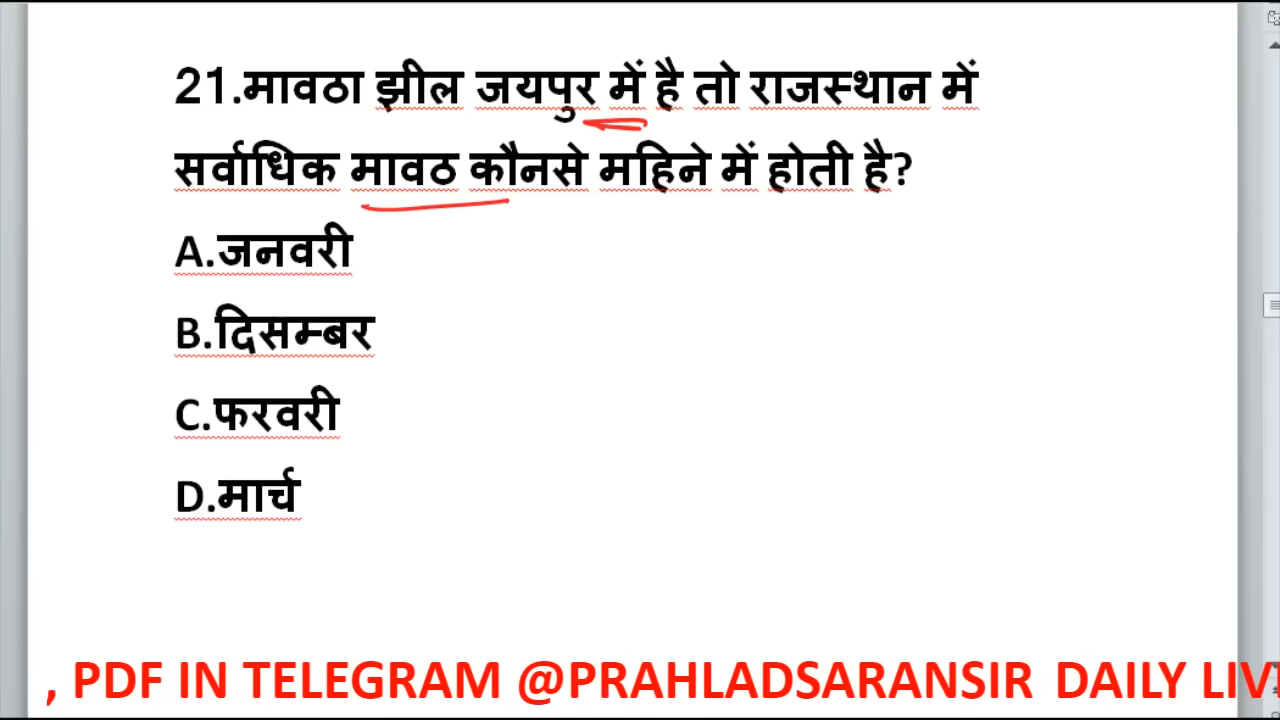 21.मावठा झील जयपुर में है तो राजस्थान में
सर्वाधिक मावठ कौनसे महिने में होती है?
A.जनवरी
B.दिसम्बर
C.फरवरी
D.मार्च
, PDF IN TELEGRAM @PRAHLADSARANSIR DAILY LIV